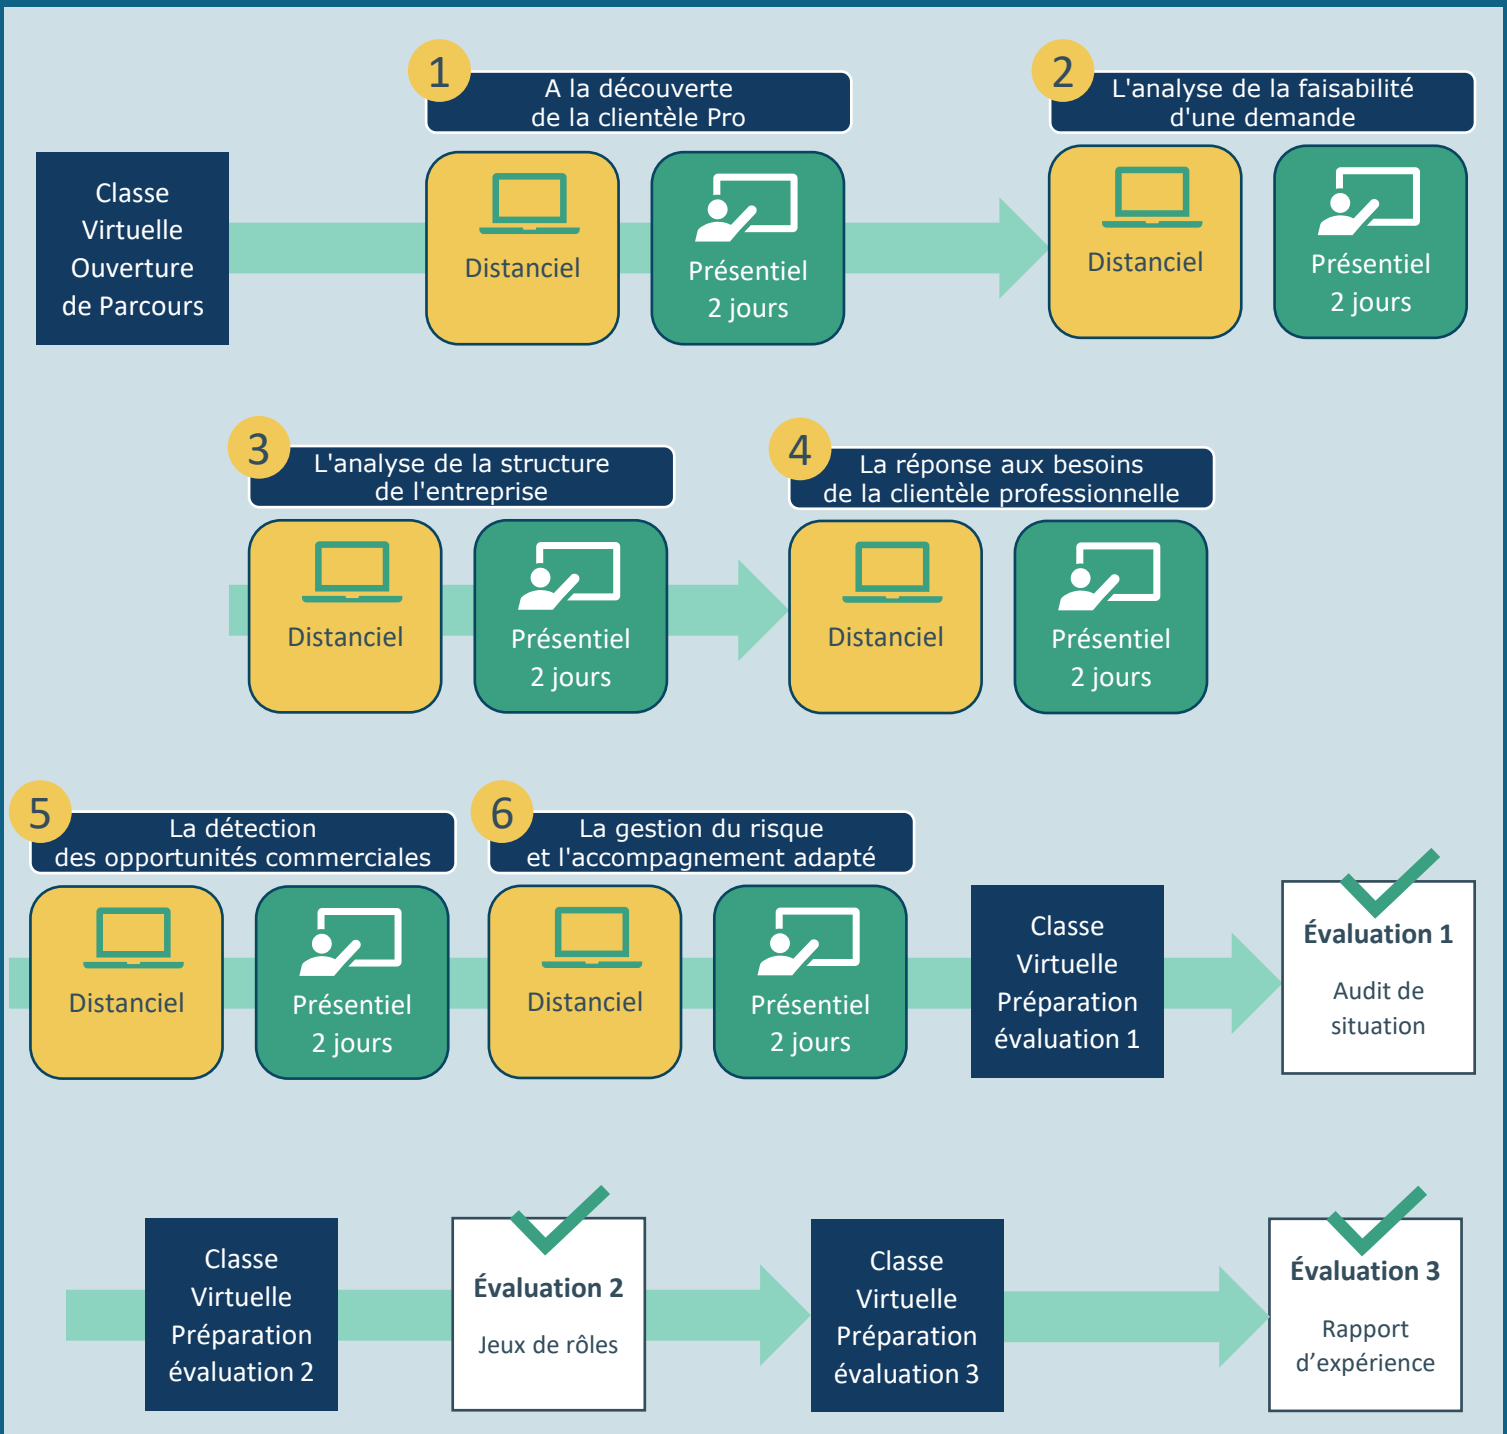 1
A la découverte
de la clientèle Pro
2
L'analyse de la faisabilité
d'une demande
Classe
Virtuelle
Ouverture
de Parcours
Distanciel
Présentiel
2 jours
Distanciel
Présentiel
2 jours
3
L'analyse de la structure
de l'entreprise
4
La réponse aux besoins
de la clientèle professionnelle
Distanciel
Présentiel
2 jours
Distanciel
Présentiel
2 jours
5
La détection
des opportunités commerciales
6
La gestion du risque
et l'accompagnement adapté
Distanciel
Présentiel
2 jours
Distanciel
Présentiel
2 jours
Classe
Virtuelle
Préparation
évaluation 1
Évaluation 1
Audit de
situation
Classe
Virtuelle
Préparation
évaluation 2
Évaluation 2
Jeux de rôles
Classe
Virtuelle
Préparation
évaluation 3
Évaluation 3
Rapport
d’expérience